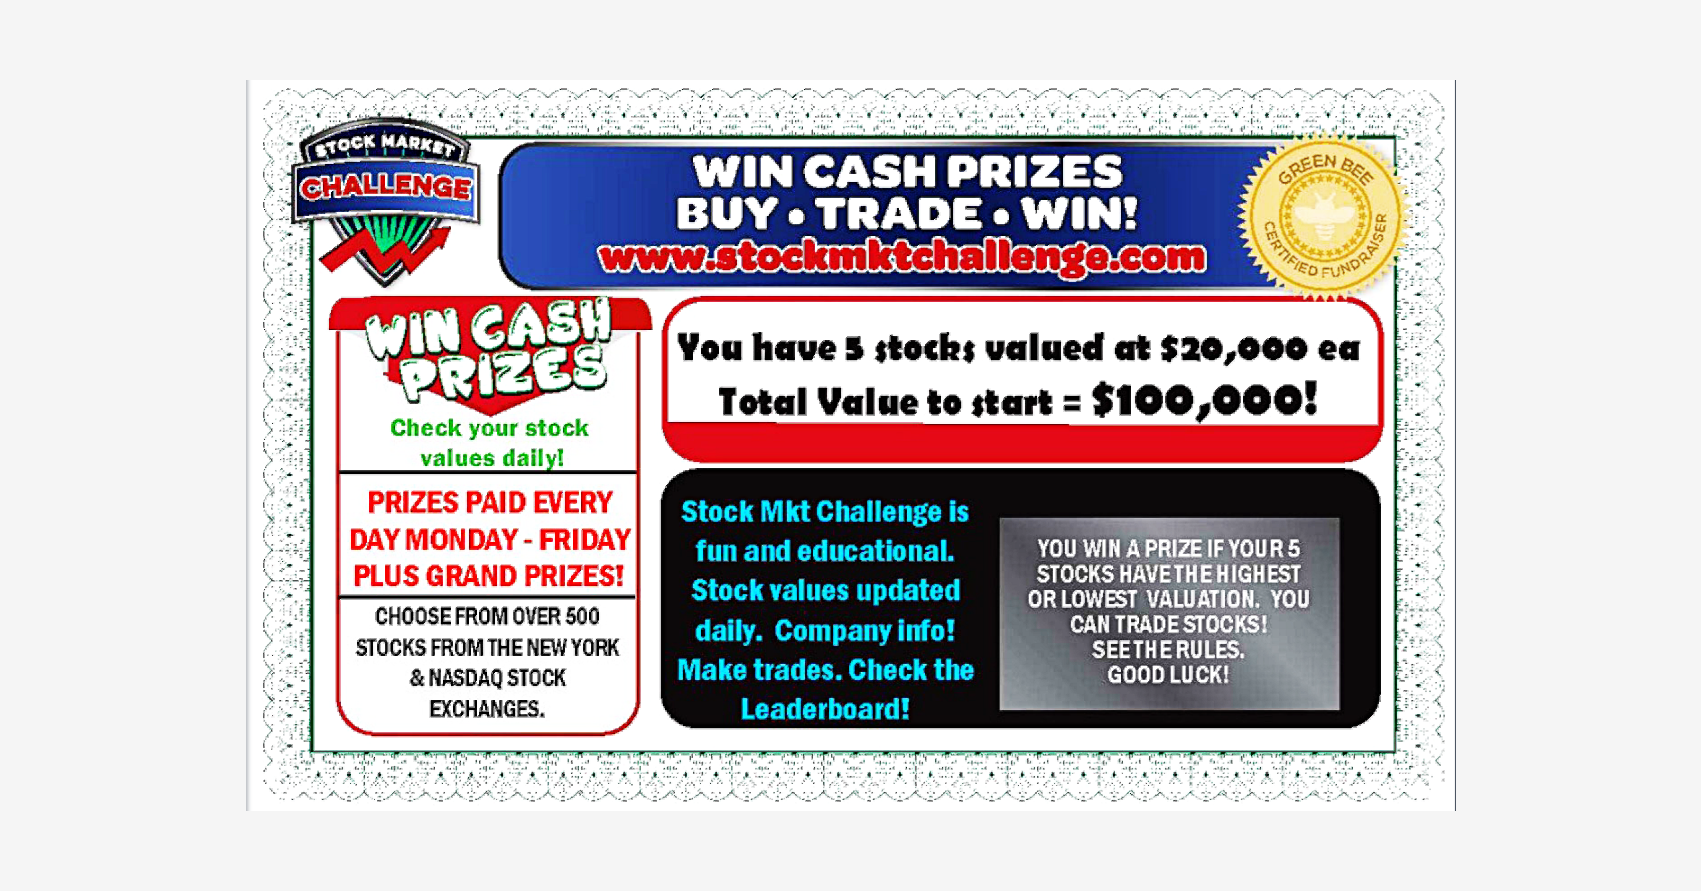 STOCK MARKET
CHALLENGE
WIN CASH PRIZES
BUY • TRADE • WIN!
www.stockmktchallenge.com
GREEN BEE
CERTIFIED FUNDRAISER
WIN CASH
PRIZES
Check your stock
values daily!
PRIZES PAID EVERY
DAY MONDAY - FRIDAY
PLUS GRAND PRIZES!
CHOOSE FROM OVER 500
STOCKS FROM THE NEW YORK
& NASDAQ STOCK
EXCHANGES.
You have 5 stocks valued at $20,000 ea
Total Value to start = $100,000!
Stock Mkt Challenge is
fun and educational.
Stock values updated
daily. Company info!
Make trades. Check the
Leaderboard!
YOU WIN A PRIZE IF YOUR 5
STOCKS HAVE THE HIGHEST
OR LOWEST VALUATION. YOU
CAN TRADE STOCKS!
SEE THE RULES.
GOOD LUCK!